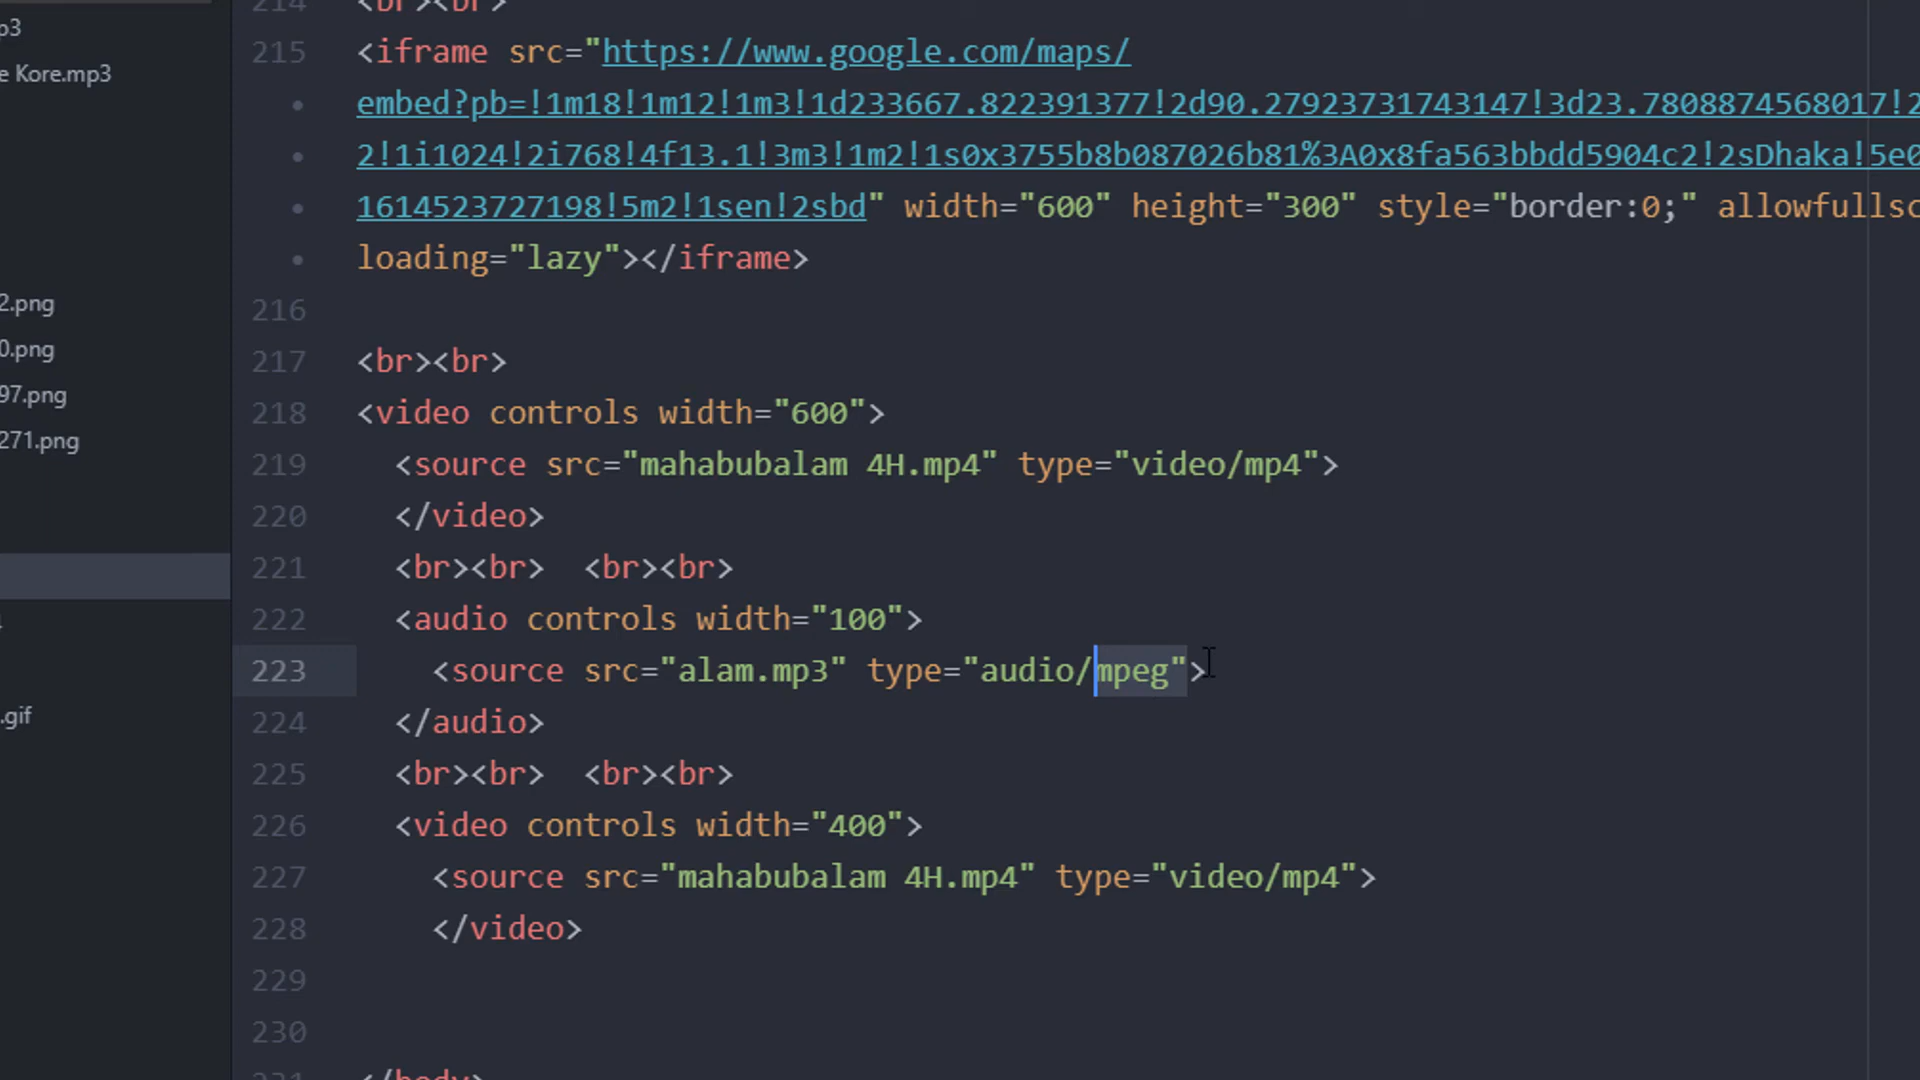 p3
e Kore.mp3
2.png
0.png
97.png
271.png
.gif
214 <br><br>
215 <iframe src="https://www.google.com/maps/
• embed?pb=!1m18!1m12!1m3!1d233667.822391377!2d90.27923731743147!3d23.7808874568017!2
• 2!1i1024!2i768!4f13.1!3m3!1m2!1s0x3755b8b087026b81%3A0x8fa563bbdd5904c2!2sDhaka!5e0
• 1614523727198!5m2!1sen!2sbd" width="600" height="300" style="border:0;" allowfullsc
• loading="lazy"></iframe>
216
217 <br><br>
218 <video controls width="600">
219 <source src="mahabubalam 4H.mp4" type="video/mp4">
220 </video>
221 <br><br>  <br><br>
222 <audio controls width="100">
223 <source src="alam.mp3" type="audio/mpeg">
224 </audio>
225 <br><br>  <br><br>
226 <video controls width="400">
227 <source src="mahabubalam 4H.mp4" type="video/mp4">
228 </video>
229
230
231 </body>